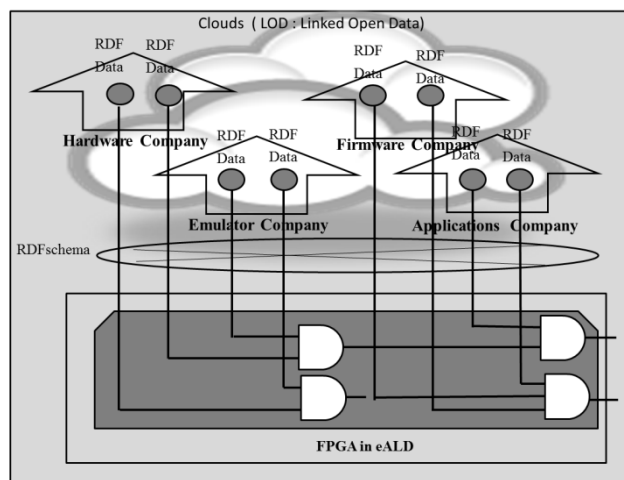 Clouds ( LOD : Linked Open Data)
RDF
Data
RDF
Data
Hardware Company
RDF
Data
RDF
Data
Firmware Company
RDF
Data
RDF
Data
Emulator Company
RDF
Data
RDF
Data
Applications Company
RDFschema
FPGA in eALD